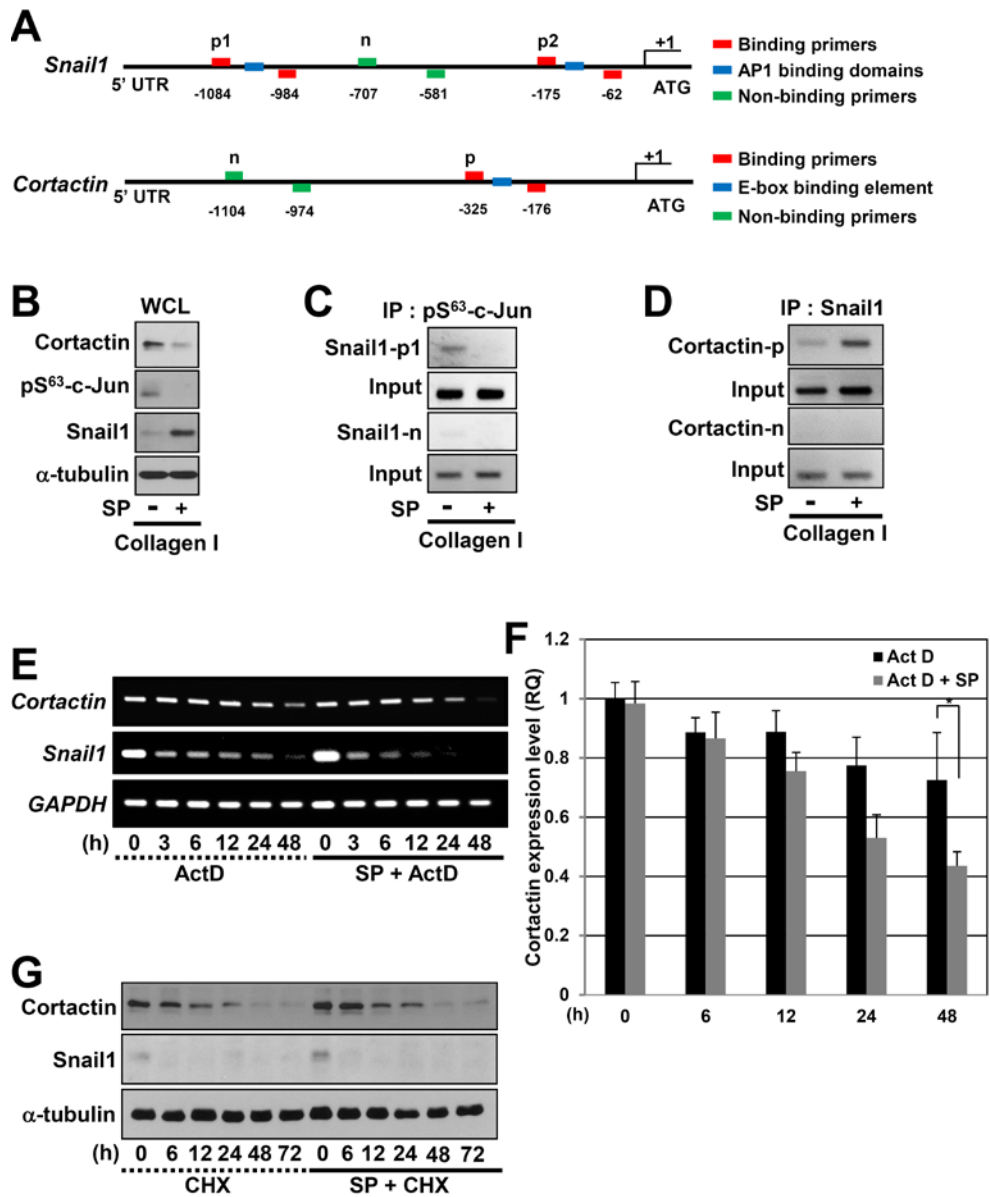 A
p1 n p2 +1
Snail1
5' UTR ATG
-1084 -984 -707 -581 -175 -62
Binding primers
AP1 binding domains
Non-binding primers
n p +1
Cortactin
5' UTR ATG
-1104 -974 -325 -176
Binding primers
E-box binding element
Non-binding primers
B
WCL
Cortactin
pS63-c-Jun
Snail1
α-tubulin
SP - +
Collagen I
C
IP : pS63-c-Jun
Snail1-p1
Input
Snail1-n
Input
SP - +
Collagen I
D
IP : Snail1
Cortactin-p
Input
Cortactin-n
Input
SP - +
Collagen I
E
Cortactin
Snail1
GAPDH
(h) 0 3 6 12 24 48 0 3 6 12 24 48
ActD SP + ActD
F
Cortactin expression level (RQ)
1.2
1
0.8
0.6
0.4
0.2
0
Act D
Act D + SP
*
(h) 0 6 12 24 48
G
Cortactin
Snail1
α-tubulin
(h) 0 6 12 24 48 72 0 6 12 24 48 72
CHX SP + CHX